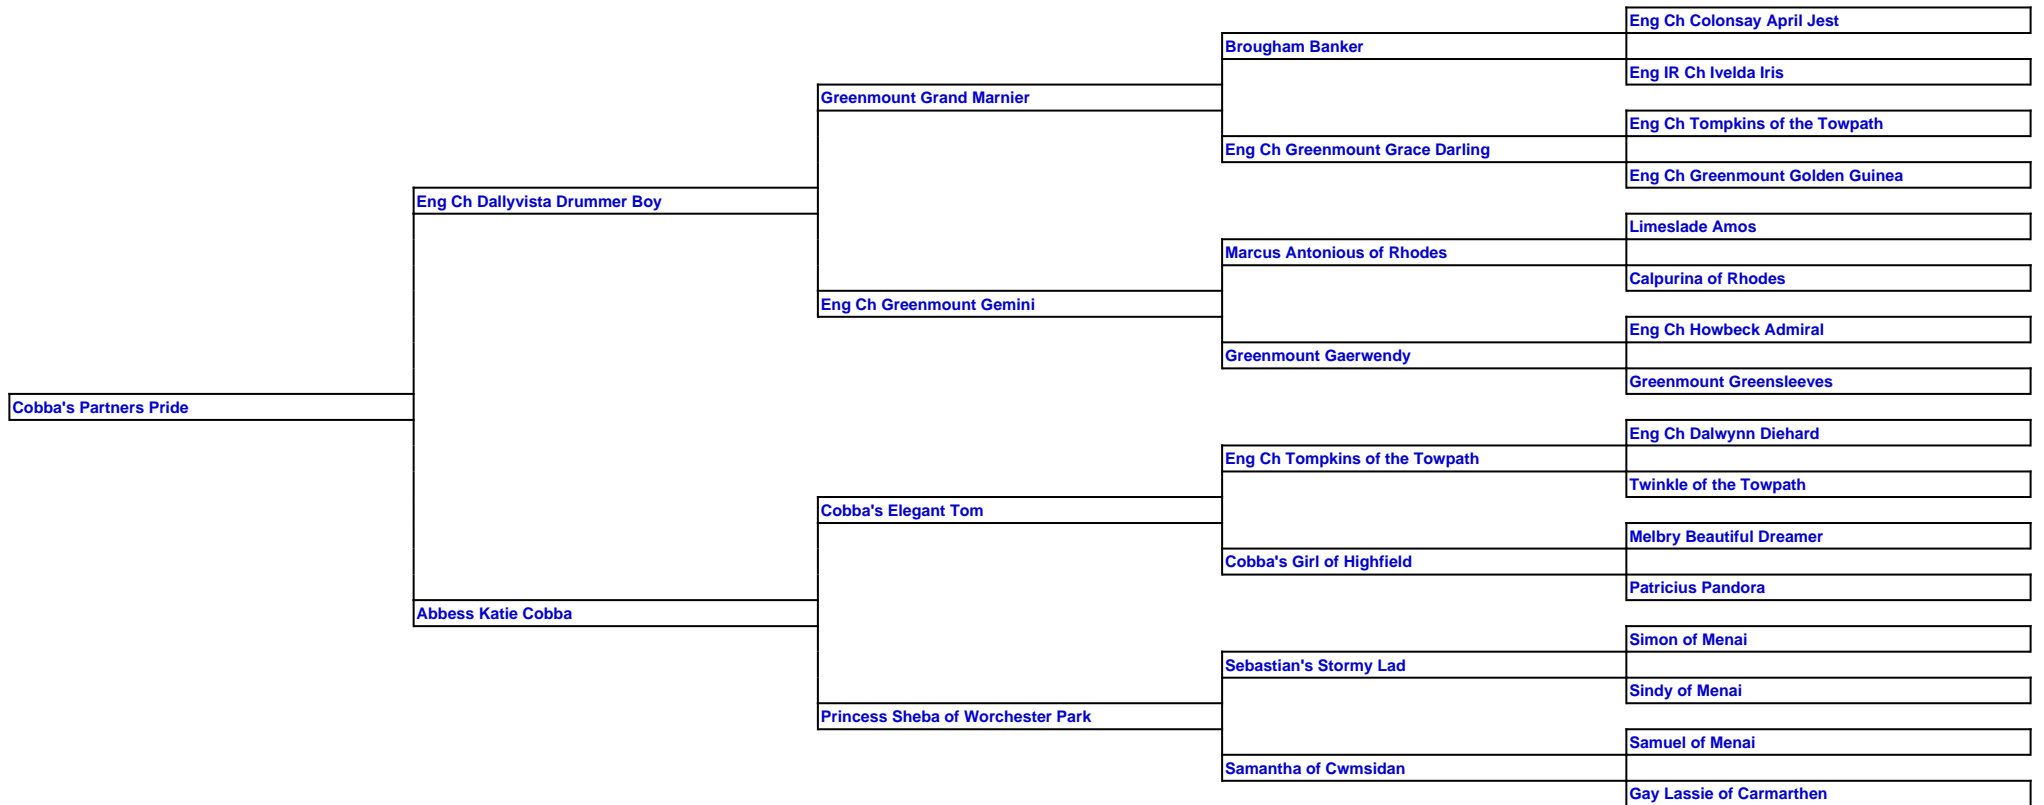 Eng Ch Colonsay April Jest
Brougham Banker
Eng IR Ch Ivelda Iris
Greenmount Grand Marnier
Eng Ch Tompkins of the Towpath
Eng Ch Greenmount Grace Darling
Eng Ch Greenmount Golden Guinea
Eng Ch Dallyvista Drummer Boy
Limeslade Amos
Marcus Antonious of Rhodes
Calpurina of Rhodes
Eng Ch Greenmount Gemini
Eng Ch Howbeck Admiral
Greenmount Gaerwendy
Greenmount Greensleeves
Cobba's Partners Pride
Eng Ch Dalwynn Diehard
Eng Ch Tompkins of the Towpath
Twinkle of the Towpath
Cobba's Elegant Tom
Melbry Beautiful Dreamer
Cobba's Girl of Highfield
Patricius Pandora
Abbess Katie Cobba
Simon of Menai
Sebastian's Stormy Lad
Sindy of Menai
Princess Sheba of Worchester Park
Samuel of Menai
Samantha of Cwmsidan
Gay Lassie of Carmarthen